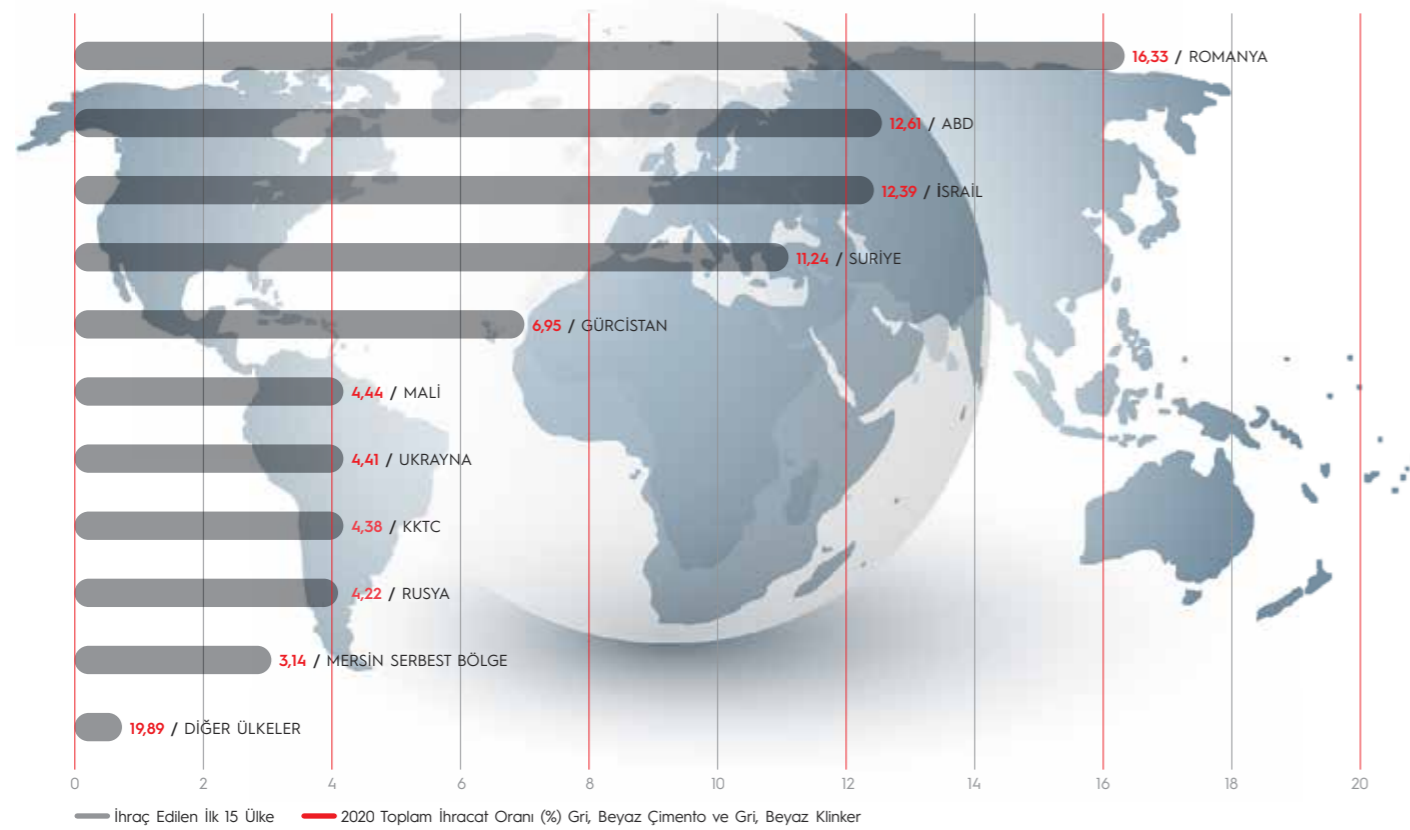 16,33 / ROMANYA
12,61 / ABD
12,39 / İSRAİL
11,24 / SURİYE
6,95 / GÜRCİSTAN
4,44 / MALİ
4,41 / UKRAYNA
4,38 / KKTC
4,22 / RUSYA
3,14 / MERSİN SERBEST BÖLGE
19,89 / DİĞER ÜLKELER
0 2 4 6 8 10 12 14 16 18 20
İhraç Edilen İlk 15 Ülke 2020 Toplam İhracat Oranı (%) Gri, Beyaz Çimento ve Gri, Beyaz Klinker